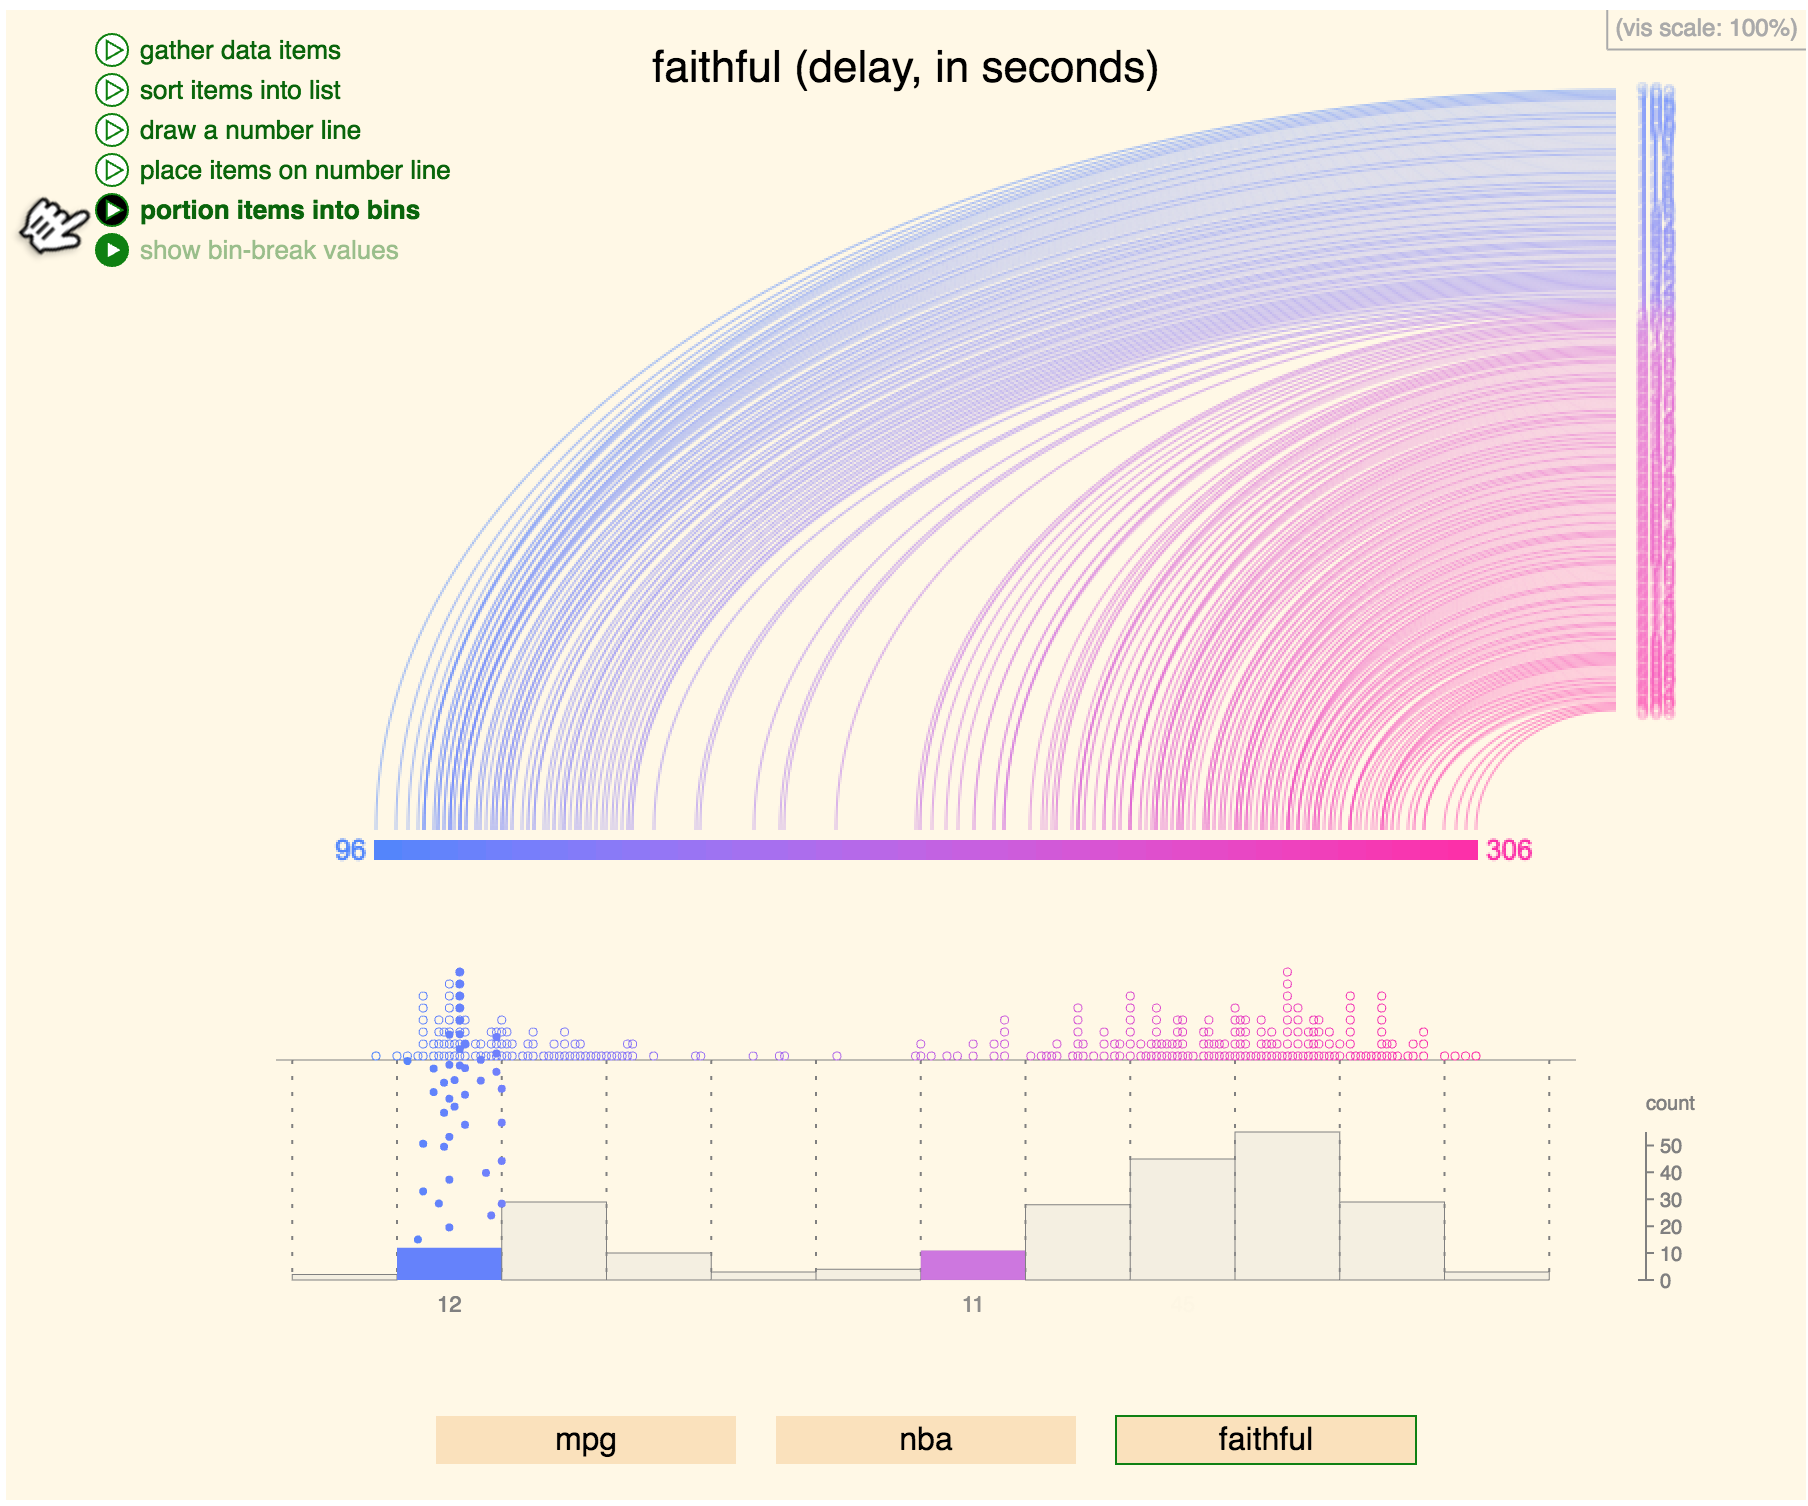 (vis scale: 100%)
faithful (delay, in seconds)
gather data items
sort items into list
draw a number line
place items on number line
portion items into bins
show bin-break values
96
306
count
50
40
30
20
10
0
12
11
mpg
nba
faithful